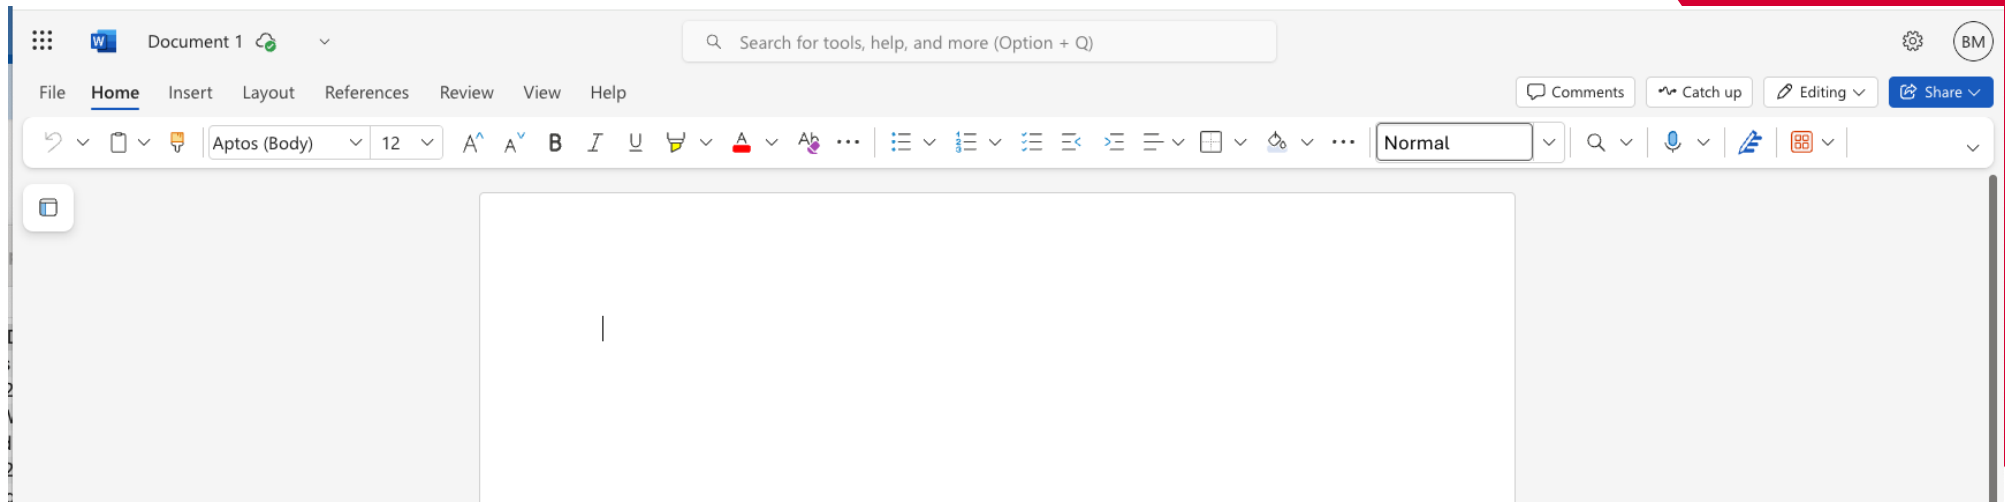 W Document 1 Search for tools, help, and more (Option + Q) BM
File Home Insert Layout References Review View Help Comments Catch up Editing Share
Aptos (Body) 12 A A B I U A Ab Normal